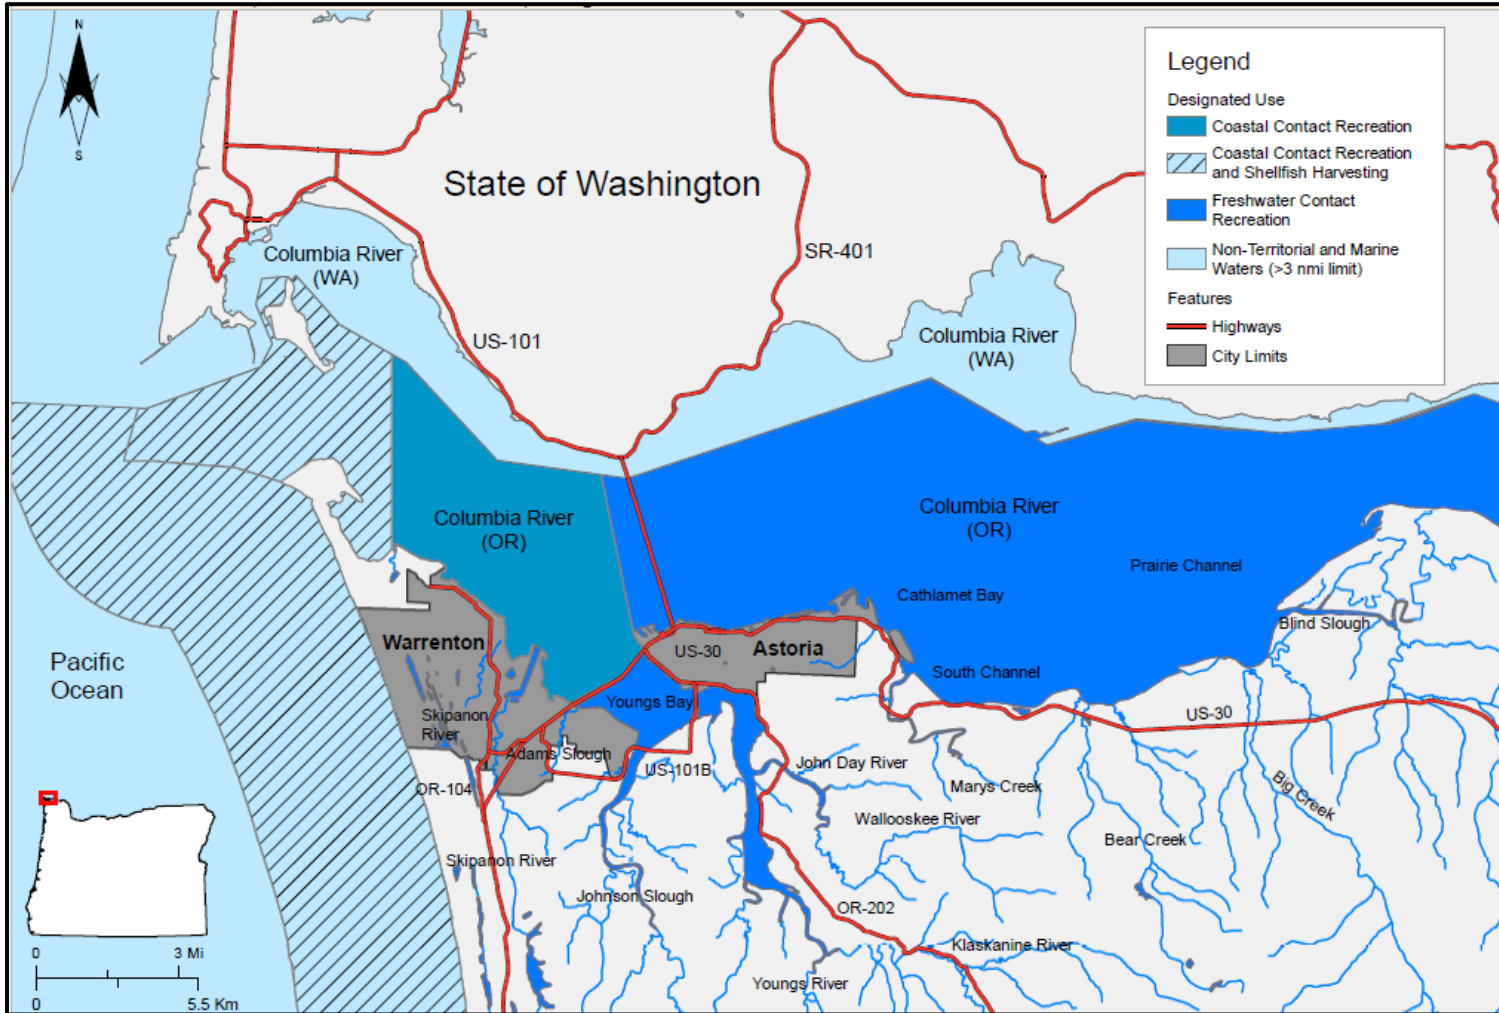 N
S
Legend
Designated Use
Coastal Contact Recreation
Coastal Contact Recreation
and Shellfish Harvesting
Freshwater Contact
Recreation
Non-Territorial and Marine
Waters (>3 nmi limit)
Features
Highways
City Limits
State of Washington
Columbia River
(WA)
SR-401
US-101
Columbia River
(WA)
Columbia River
(OR)
Columbia River
(OR)
Prairie Channel
Cathlamet Bay
Blind Slough
Warrenton
US-30
Astoria
Pacific
Ocean
South Channel
Youngs Bay
Skipanon
River
US-30
Adams Slough
US-101B
John Day River
OR-104
Marys Creek
Big Creek
Wallooskee River
Bear Creek
Skipanon River
Johnson Slough
OR-202
Klaskanine River
Youngs River
0 3 Mi
0 5.5 Km